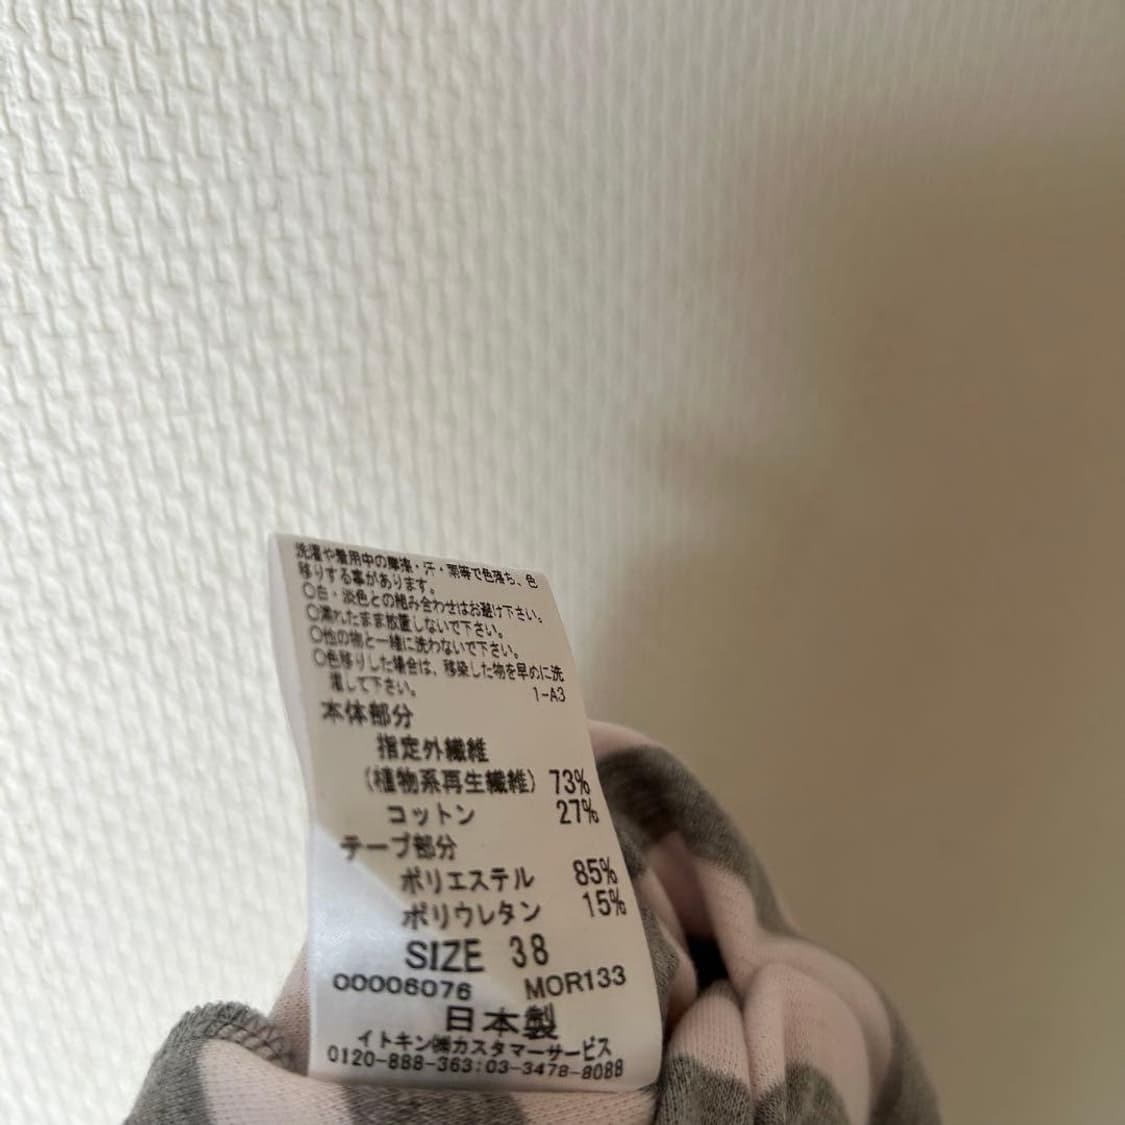 洗濯や着用中の摩擦・汗・雨等で色落ち、色
移りする事があります。
○白・淡色との組み合わせはお避け下さい。
○濡れたまま放置しないで下さい。
○他の物と一緒に洗わないで下さい。
○色移りした場合は、移染した物を早めに洗
濯して下さい。 1-A3
本体部分
指定外繊維
(植物系再生繊維) 73%
コットン 27%
テープ部分
ポリエステル 85%
ポリウレタン 15%
SIZE 38
00006076 MOR133
日本製
イトキン㈱カスタマーサービス
0120-888-363:03-3478-8088